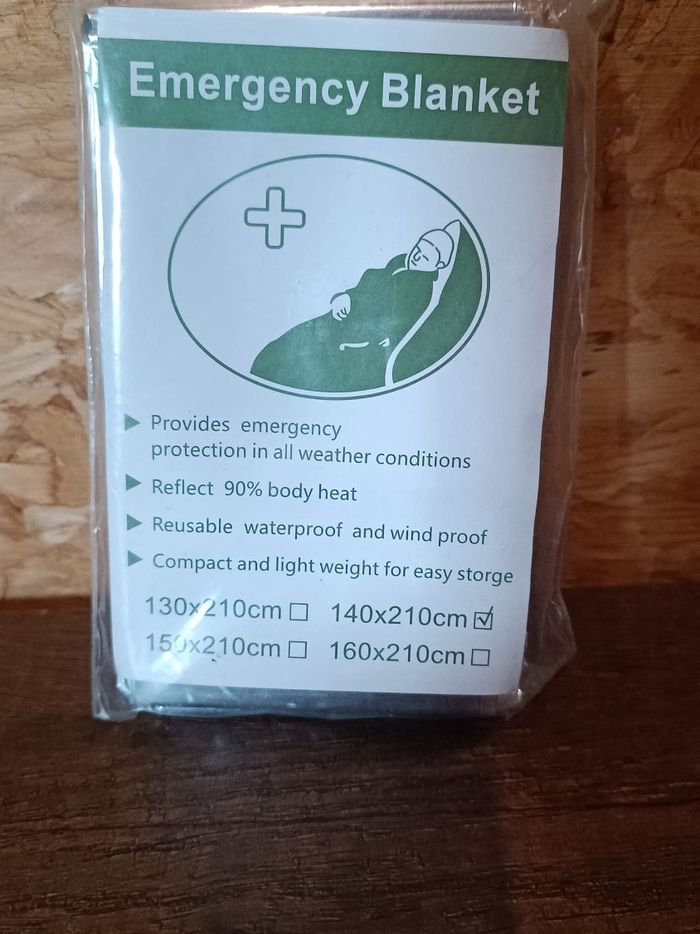 Emergency Blanket
Provides emergency
protection in all weather conditions
Reflect 90% body heat
Reusable waterproof and wind proof
Compact and light weight for easy storge
130x210cm ☐ 140x210cm ☑
150x210cm ☐ 160x210cm ☐